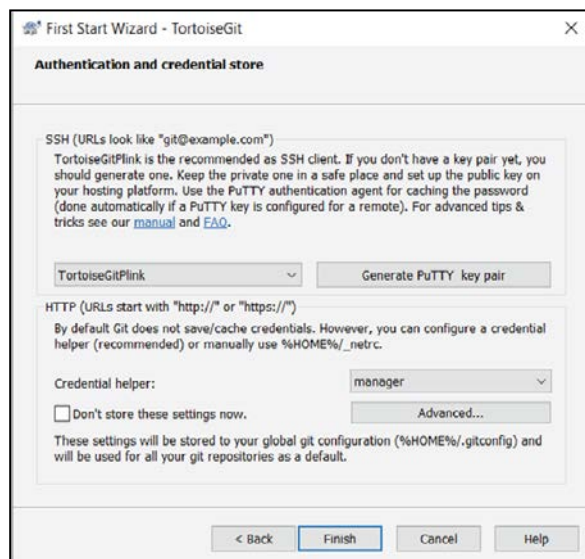 First Start Wizard - TortoiseGit
Authentication and credential store
SSH (URLs look like "git@example.com")
TortoiseGitPlink is the recommended as SSH client. If you don't have a key pair yet, you
should generate one. Keep the private one in a safe place and set up the public key on
your hosting platform. Use the PuTTY authentication agent for caching the password
(done automatically if a PuTTY key is configured for a remote). For advanced tips &
tricks see our manual and FAQ.
TortoiseGitPlink
Generate PuTTY key pair
HTTP (URLs start with "http://" or "https://")
By default Git does not save/cache credentials. However, you can configure a credential
helper (recommended) or manually use %HOME%/_netrc.
Credential helper:
manager
Don't store these settings now.
Advanced...
These settings will be stored to your global git configuration (%HOME%/.gitconfig) and
will be used for all your git repositories as a default.
< Back
Finish
Cancel
Help